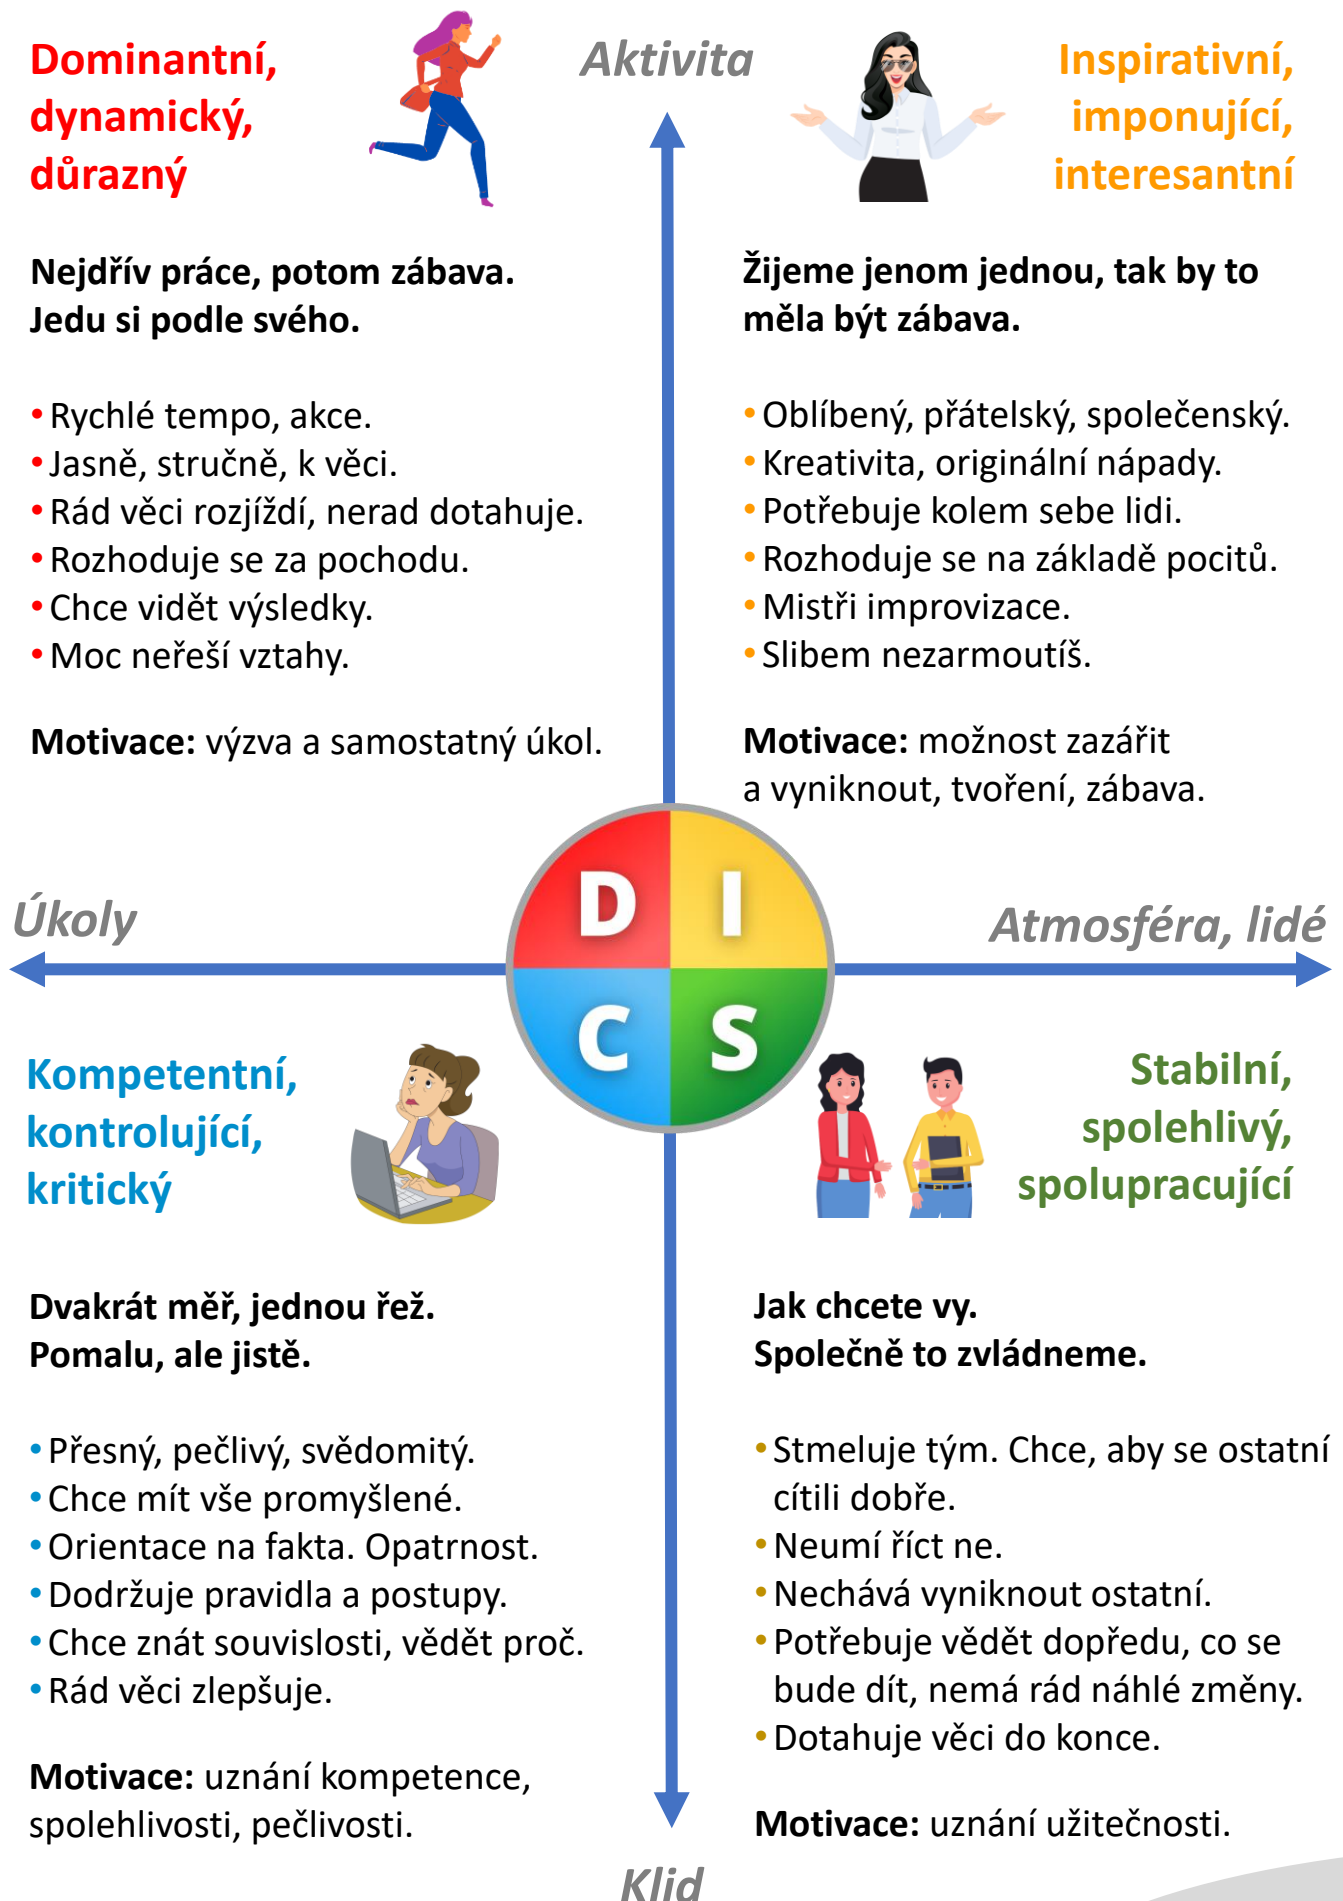 Aktivita
Dominantní,
dynamický,
důrazný
Nejdřív práce, potom zábava.
Jedu si podle svého.
• Rychlé tempo, akce.
• Jasně, stručně, k věci.
• Rád věci rozjíždí, nerad dotahuje.
• Rozhoduje se za pochodu.
• Chce vidět výsledky.
• Moc neřeší vztahy.
Motivace: výzva a samostatný úkol.
Inspirativní,
imponující,
interesantní
Žijeme jenom jednou, tak by to
měla být zábava.
• Oblíbený, přátelský, společenský.
• Kreativita, originální nápady.
• Potřebuje kolem sebe lidi.
• Rozhoduje se na základě pocitů.
• Mistři improvizace.
• Slibem nezarmoutíš.
Motivace: možnost zazářit
a vyniknout, tvoření, zábava.
Úkoly
D I
C S
Atmosféra, lidé
Kompetentní,
kontrolující,
kritický
Dvakrát měř, jednou řež.
Pomalu, ale jistě.
• Přesný, pečlivý, svědomitý.
• Chce mít vše promyšlené.
• Orientace na fakta. Opatrnost.
• Dodržuje pravidla a postupy.
• Chce znát souvislosti, vědět proč.
• Rád věci zlepšuje.
Motivace: uznání kompetence,
spolehlivosti, pečlivosti.
Stabilní,
spolehlivý,
spolupracující
Jak chcete vy.
Společně to zvládneme.
• Stmeluje tým. Chce, aby se ostatní
cítili dobře.
• Neumí říct ne.
• Nechává vyniknout ostatní.
• Potřebuje vědět dopředu, co se
bude dít, nemá rád náhlé změny.
• Dotahuje věci do konce.
Motivace: uznání užitečnosti.
Klid